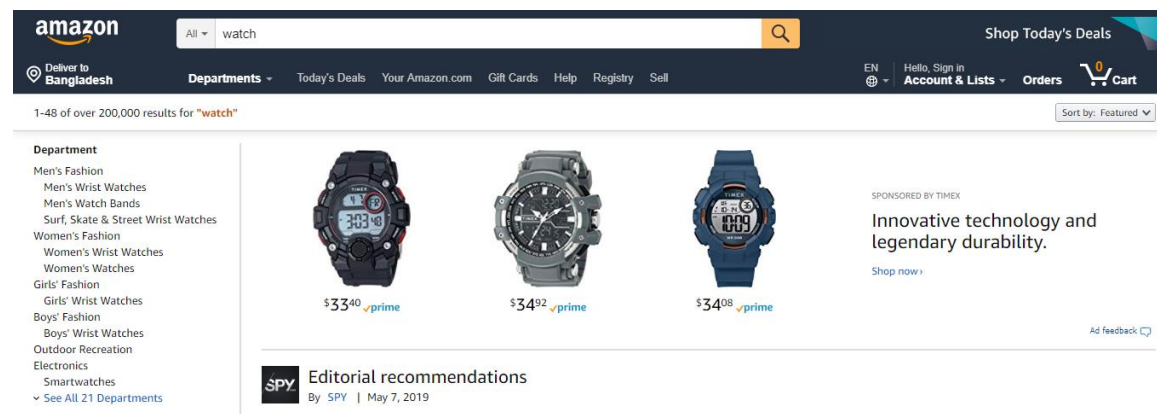 amazon
All
watch
Shop Today's Deals
Deliver to
Bangladesh
Departments
Today's Deals
Your Amazon.com
Gift Cards
Help
Registry
Sell
EN
Hello, Sign in
Account & Lists
Orders
0
Cart
1-48 of over 200,000 results for "watch"
Sort by: Featured
Department
Men's Fashion
Men's Wrist Watches
Men's Watch Bands
Surf, Skate & Street Wrist Watches
Women's Fashion
Women's Wrist Watches
Women's Watches
Girls' Fashion
Girls' Wrist Watches
Boys' Fashion
Boys' Wrist Watches
Outdoor Recreation
Electronics
Smartwatches
See All 21 Departments
TIMEX
TIMEX
TIMEX
10:09
$3340 prime
$3492 prime
$3408 prime
SPONSORED BY TIMEX
Innovative technology and
legendary durability.
Shop now ›
Ad feedback
SPY
Editorial recommendations
By SPY | May 7, 2019